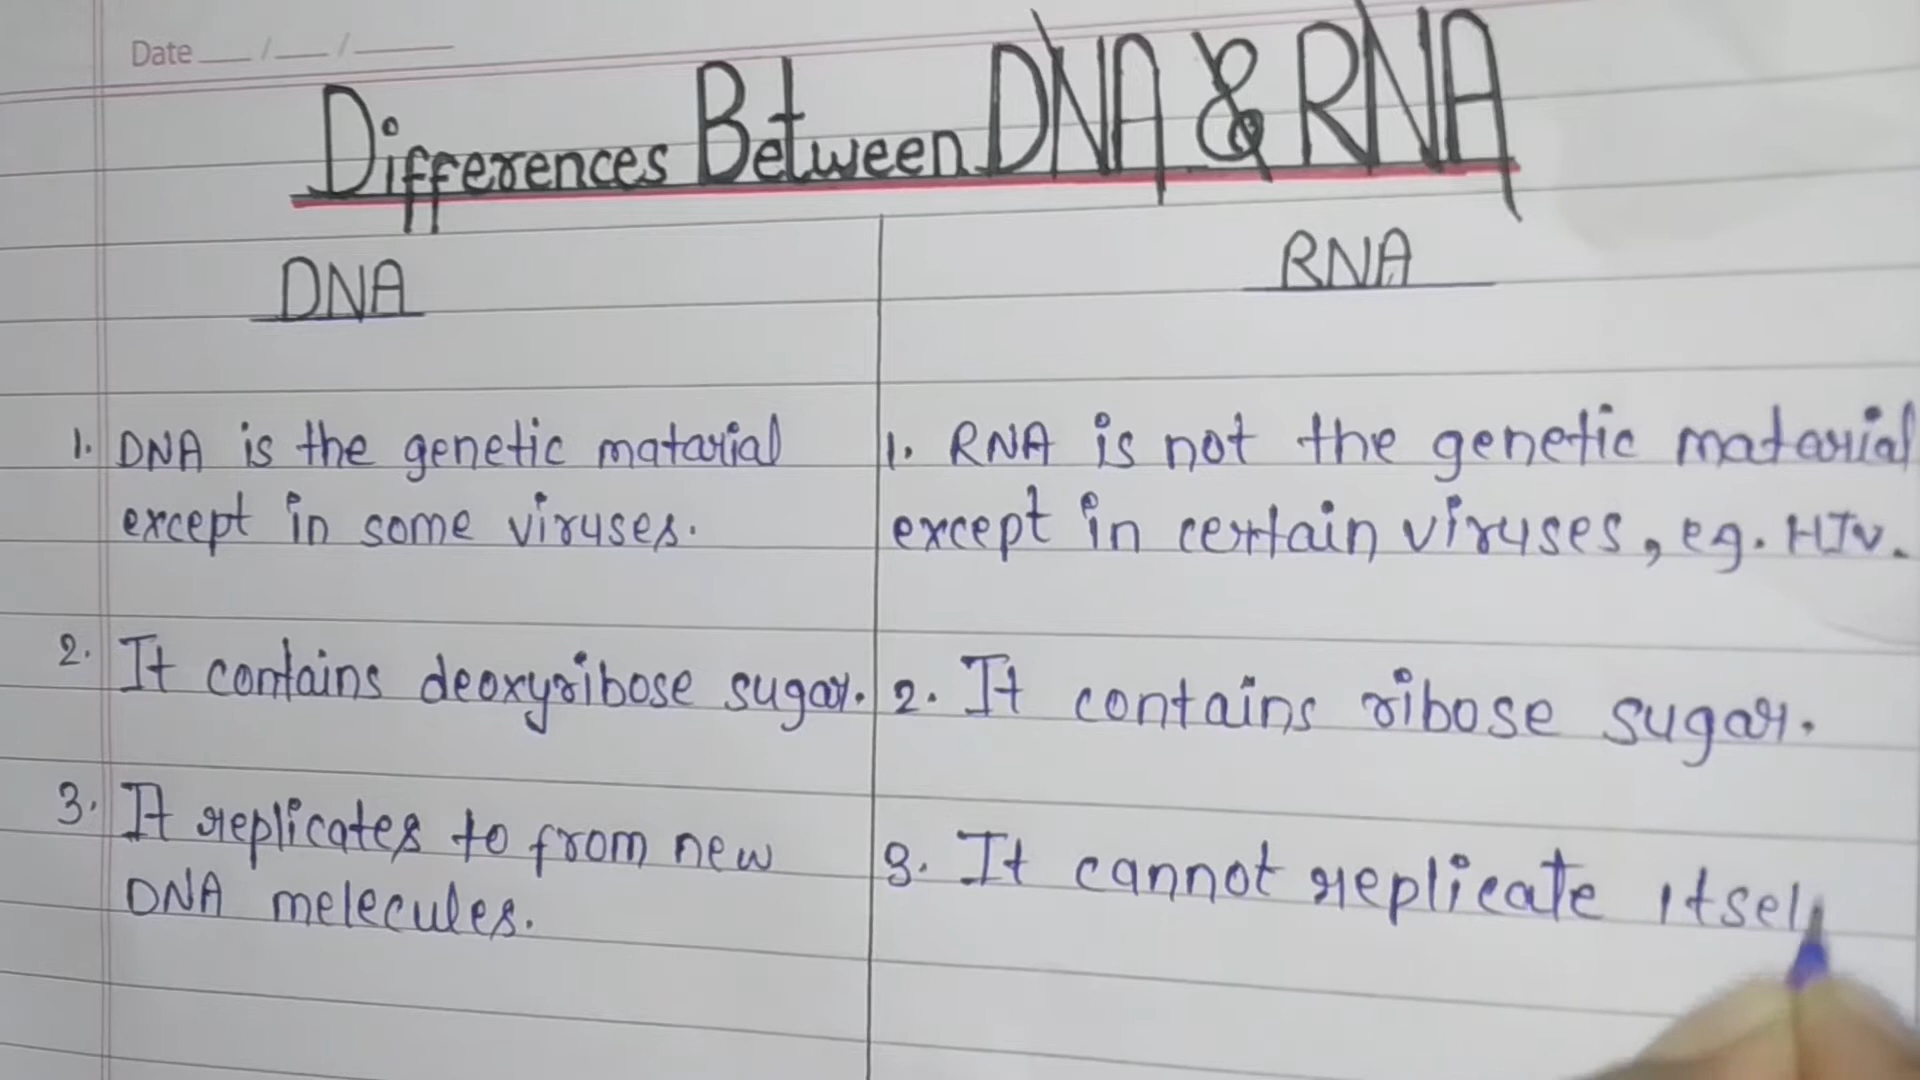 Date
Differences Between DNA & RNA
DNA
RNA
1. DNA is the genetic matarial
except in some viruses.
1. RNA is not the genetic matarial
except in certain viruses, eg. HIV.
2. It contains deoxyribose sugar.
2. It contains ribose sugar.
3. It replicates to from new
DNA melecules.
3. It cannot replicate itsel